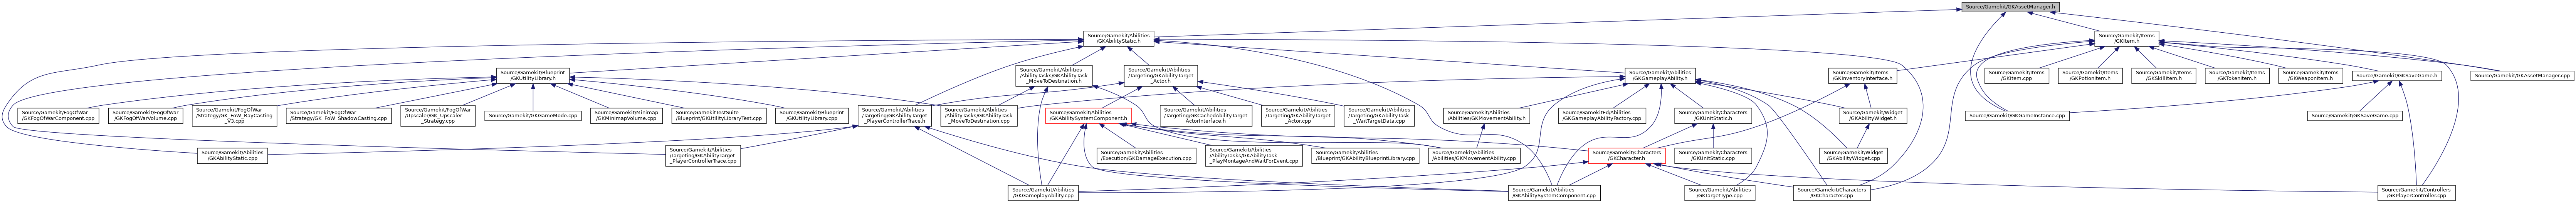 Source/Gamekit/GKAssetManager.h
Source/Gamekit/Abilities
/GKAbilityStatic.h
Source/Gamekit/Items
/GKItem.h
Source/Gamekit/Blueprint
/GKUtilityLibrary.h
Source/Gamekit/Abilities
/AbilityTasks/GKAbilityTask
_MoveToDestination.h
Source/Gamekit/Abilities
/Targeting/GKAbilityTarget
_Actor.h
Source/Gamekit/Abilities
/GKGameplayAbility.h
Source/Gamekit/Items
/GKInventoryInterface.h
Source/Gamekit/Items
/GKItem.cpp
Source/Gamekit/Items
/GKPotionItem.h
Source/Gamekit/Items
/GKSkillItem.h
Source/Gamekit/Items
/GKTokenItem.h
Source/Gamekit/Items
/GKWeaponItem.h
Source/Gamekit/GKSaveGame.h
Source/Gamekit/GKAssetManager.cpp
Source/Gamekit/FogOfWar
/GKFogOfWarComponent.cpp
Source/Gamekit/FogOfWar
/GKFogOfWarVolume.cpp
Source/Gamekit/FogOfWar
/Strategy/GK_FoW_RayCasting
_V3.cpp
Source/Gamekit/FogOfWar
/Strategy/GK_FoW_ShadowCasting.cpp
Source/Gamekit/FogOfWar
/Upscaler/GK_Upscaler
_Strategy.cpp
Source/Gamekit/GKGameMode.cpp
Source/Gamekit/Minimap
/GKMinimapVolume.cpp
Source/Gamekit/TestSuite
/Blueprint/GKUtilityLibraryTest.cpp
Source/Gamekit/Blueprint
/GKUtilityLibrary.cpp
Source/Gamekit/Abilities
/Targeting/GKAbilityTarget
_PlayerControllerTrace.h
Source/Gamekit/Abilities
/AbilityTasks/GKAbilityTask
_MoveToDestination.cpp
Source/Gamekit/Abilities
/GKAbilitySystemComponent.h
Source/Gamekit/Abilities
/Targeting/GKCachedAbilityTarget
ActorInterface.h
Source/Gamekit/Abilities
/Targeting/GKAbilityTarget
_Actor.cpp
Source/Gamekit/Abilities
/Targeting/GKAbilityTask
_WaitTargetData.cpp
Source/Gamekit/Abilities
/Abilities/GKMovementAbility.h
Source/GamekitEd/Abilities
/GKGameplayAbilityFactory.cpp
Source/Gamekit/Characters
/GKUnitStatic.h
Source/Gamekit/Widget
/GKAbilityWidget.h
Source/Gamekit/GKGameInstance.cpp
Source/Gamekit/GKSaveGame.cpp
Source/Gamekit/Abilities
/GKAbilityStatic.cpp
Source/Gamekit/Abilities
/Targeting/GKAbilityTarget
_PlayerControllerTrace.cpp
Source/Gamekit/Abilities
/Execution/GKDamageExecution.cpp
Source/Gamekit/Abilities
/AbilityTasks/GKAbilityTask
_PlayMontageAndWaitForEvent.cpp
Source/Gamekit/Abilities
/Blueprint/GKAbilityBlueprintLibrary.cpp
Source/Gamekit/Abilities
/Abilities/GKMovementAbility.cpp
Source/Gamekit/Characters
/GKCharacter.h
Source/Gamekit/Characters
/GKUnitStatic.cpp
Source/Gamekit/Widget
/GKAbilityWidget.cpp
Source/Gamekit/Abilities
/GKGameplayAbility.cpp
Source/Gamekit/Abilities
/GKAbilitySystemComponent.cpp
Source/Gamekit/Abilities
/GKTargetType.cpp
Source/Gamekit/Characters
/GKCharacter.cpp
Source/Gamekit/Controllers
/GKPlayerController.cpp